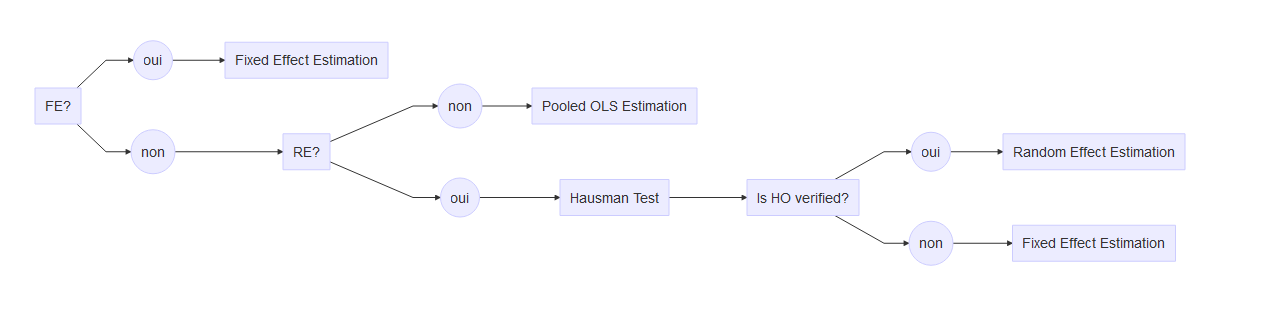 FE?
oui
Fixed Effect Estimation
non
RE?
non
Pooled OLS Estimation
oui
Hausman Test
Is HO verified?
oui
Random Effect Estimation
non
Fixed Effect Estimation